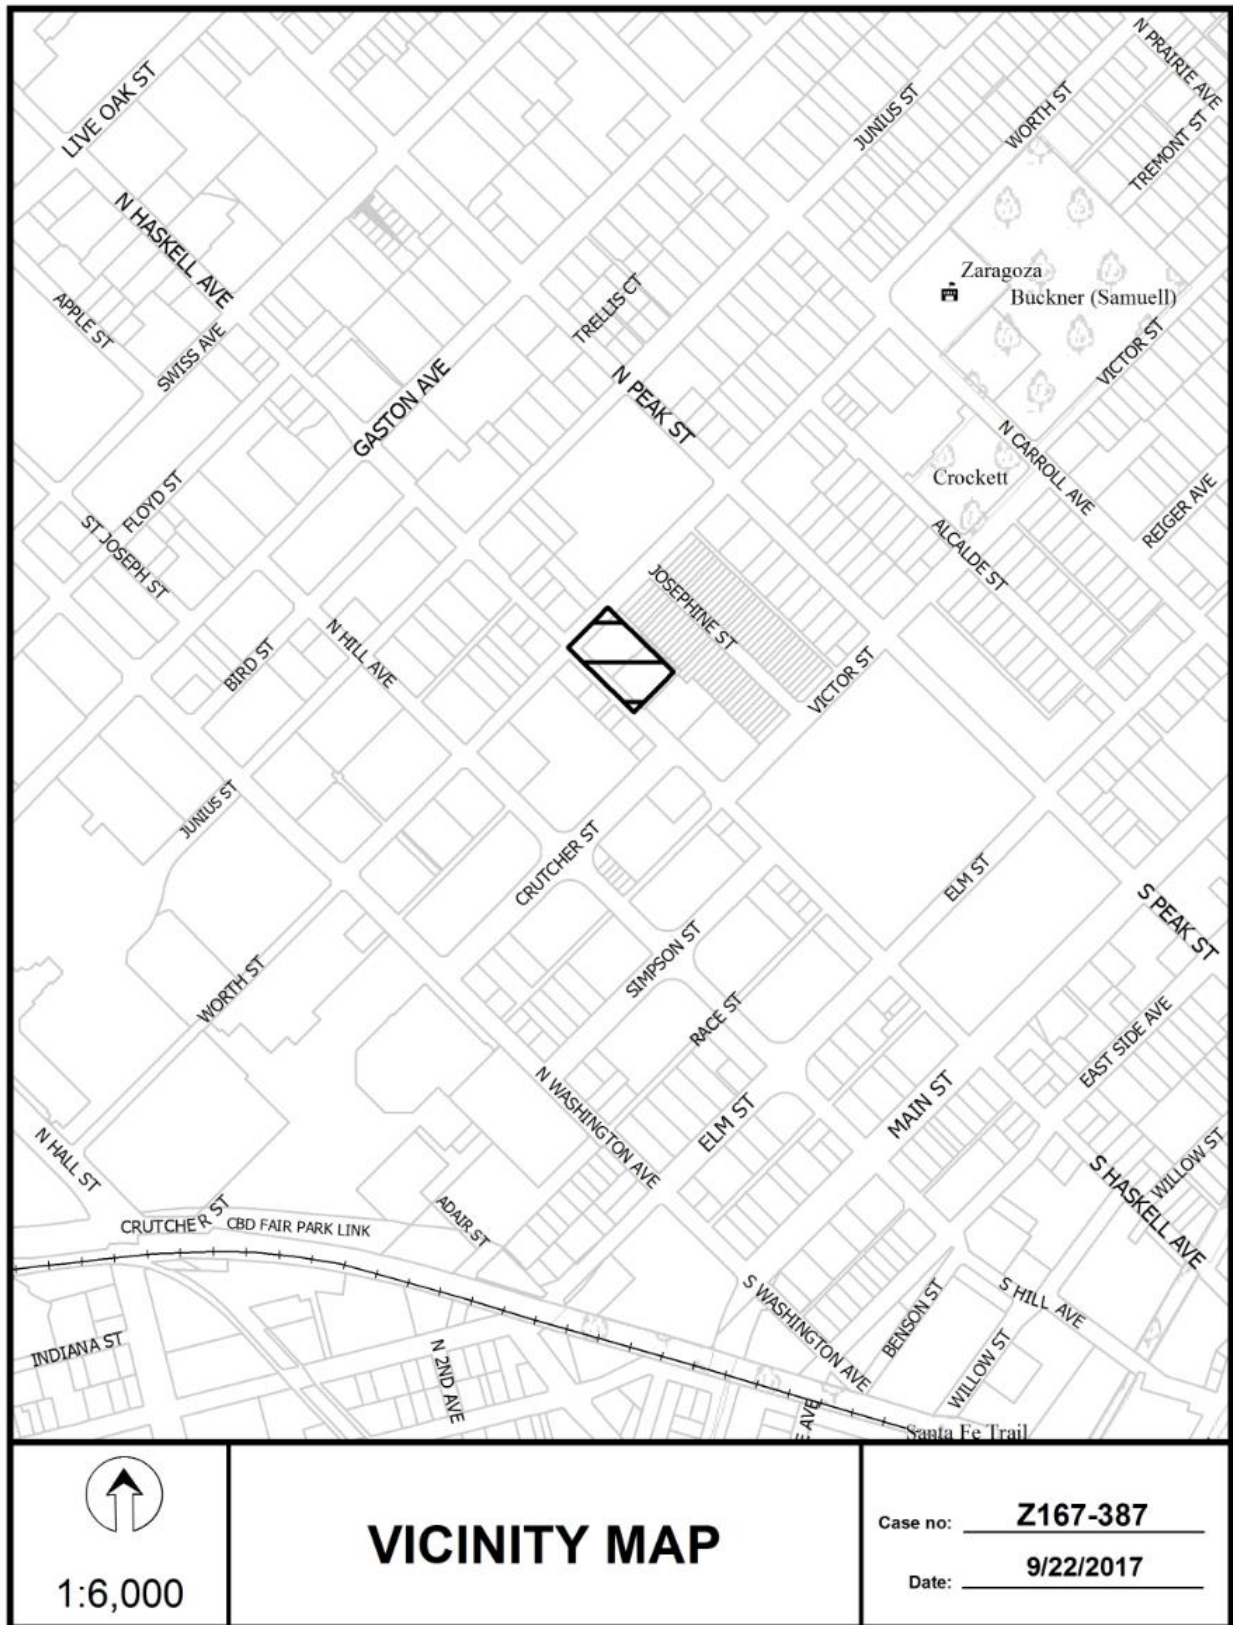 N PRAIRIE AVE
LIVE OAK ST
JUNIUS ST
WORTH ST
TREMONT ST
N HASKELL AVE
Zaragoza
Buckner (Samuell)
APPLE ST
SWISS AVE
TRELLIS CT
VICTOR ST
GASTON AVE
N PEAK ST
N CARROLL AVE
Crockett
FLOYD ST
REIGER AVE
ST JOSEPH ST
ALCALDE ST
JOSEPHINE ST
BIRD ST
N HILL AVE
VICTOR ST
JUNIUS ST
CRUTCHER ST
ELM ST
S PEAK ST
SIMPSON ST
WORTH ST
RACE ST
EAST SIDE AVE
N WASHINGTON AVE
ELM ST
MAIN ST
N HALL ST
WILLOW ST
S HASKELL AVE
CRUTCHER ST
CBD FAIR PARK LINK
ADAIR ST
S WASHINGTON AVE
BENSON ST
S HILL AVE
INDIANA ST
N 2ND AVE
WILLOW ST
E AVE
Santa Fe Trail
1:6,000
VICINITY MAP
Case no: Z167-387
Date: 9/22/2017